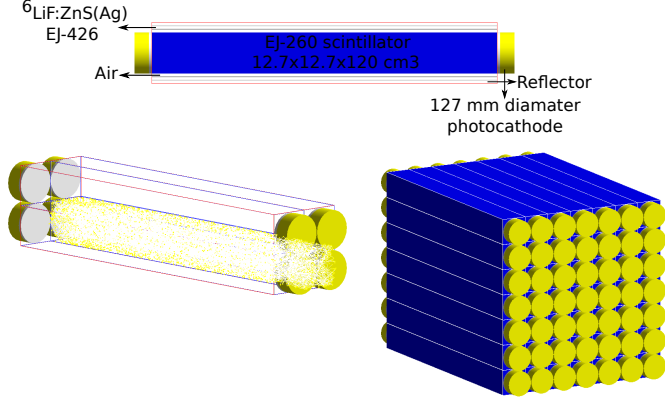 ⁶LiF:ZnS(Ag)
EJ-426
EJ-260 scintillator
12.7x12.7x120 cm3
Air
Reflector
127 mm diamater
photocathode